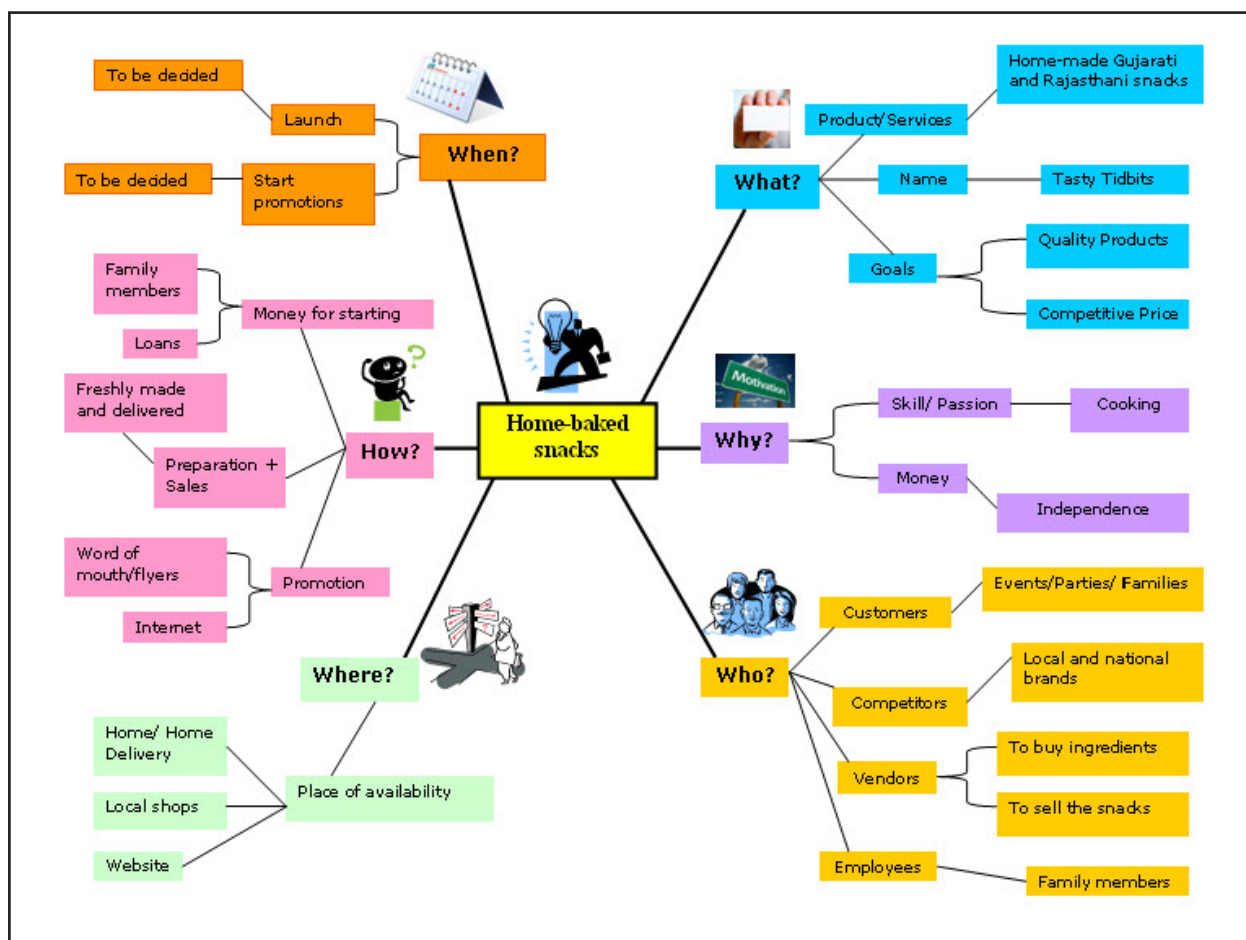 To be decided
Launch
When?
To be decided
Start
promotions
Home-made Gujarati
and Rajasthani snacks
Product/Services
What?
Name
Tasty Tidbits
Goals
Quality Products
Competitive Price
Family
members
Money for starting
Loans
Freshly made
and delivered
How?
Preparation +
Sales
Word of
mouth/flyers
Promotion
Internet
Home-baked
snacks
Motivation
Why?
Skill/ Passion
Cooking
Money
Independence
Where?
Home/ Home
Delivery
Place of availability
Local shops
Website
Who?
Customers
Events/Parties/ Families
Competitors
Local and national
brands
Vendors
To buy ingredients
To sell the snacks
Employees
Family members